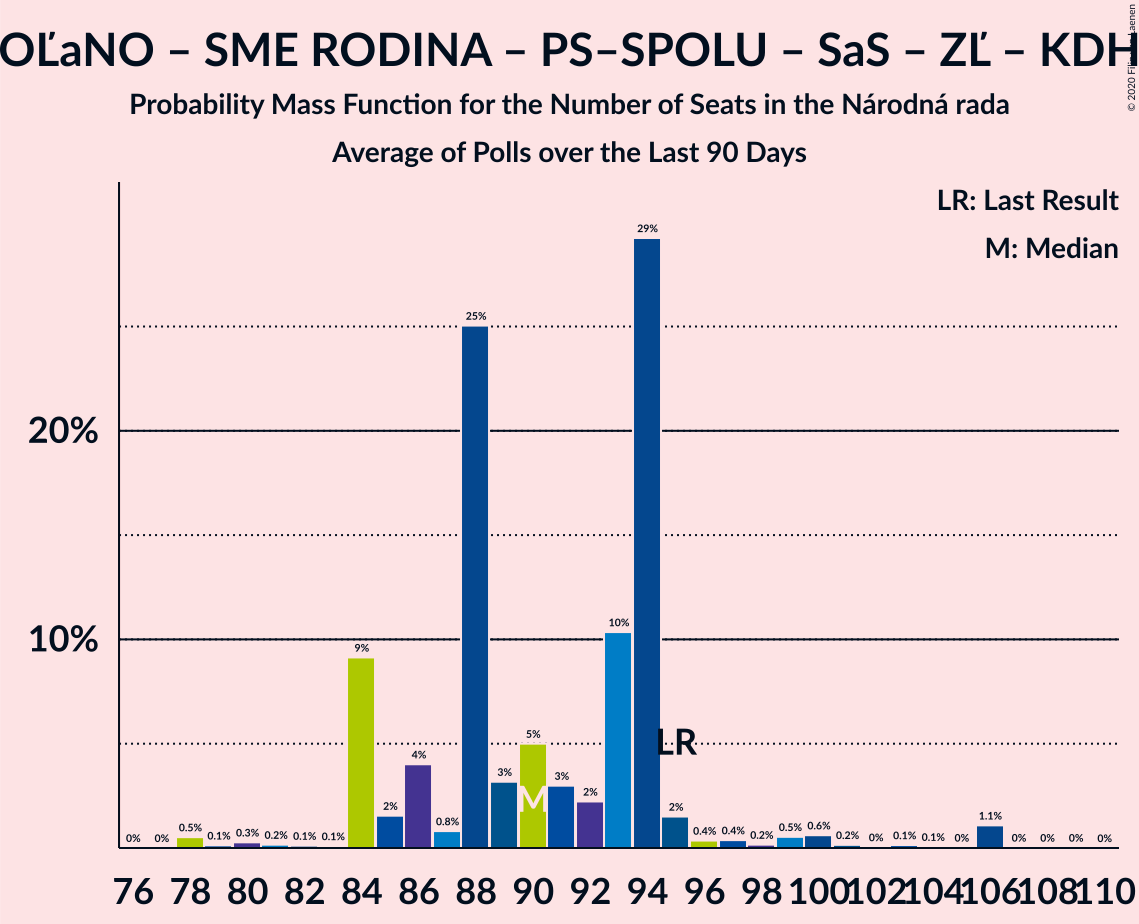 OĽaNO – SME RODINA – PS–SPOLU – SaS – ZĽ – KDH
Probability Mass Function for the Number of Seats in the Národná rada
Average of Polls over the Last 90 Days
© 2020 Filip van Laenen
LR: Last Result
M: Median
20%
10%
0% 0% 0.5% 0.1% 0.3% 0.2% 0.1% 0.1% 9% 2% 4% 0.8% 25% 3% 5% 3% 2% 10% 29% 2% 0.4% 0.4% 0.2% 0.5% 0.6% 0.2% 0% 0.1% 0.1% 0% 1.1% 0% 0% 0% 0%
LR
M
76 78 80 82 84 86 88 90 92 94 96 98 100 102 104 106 108 110